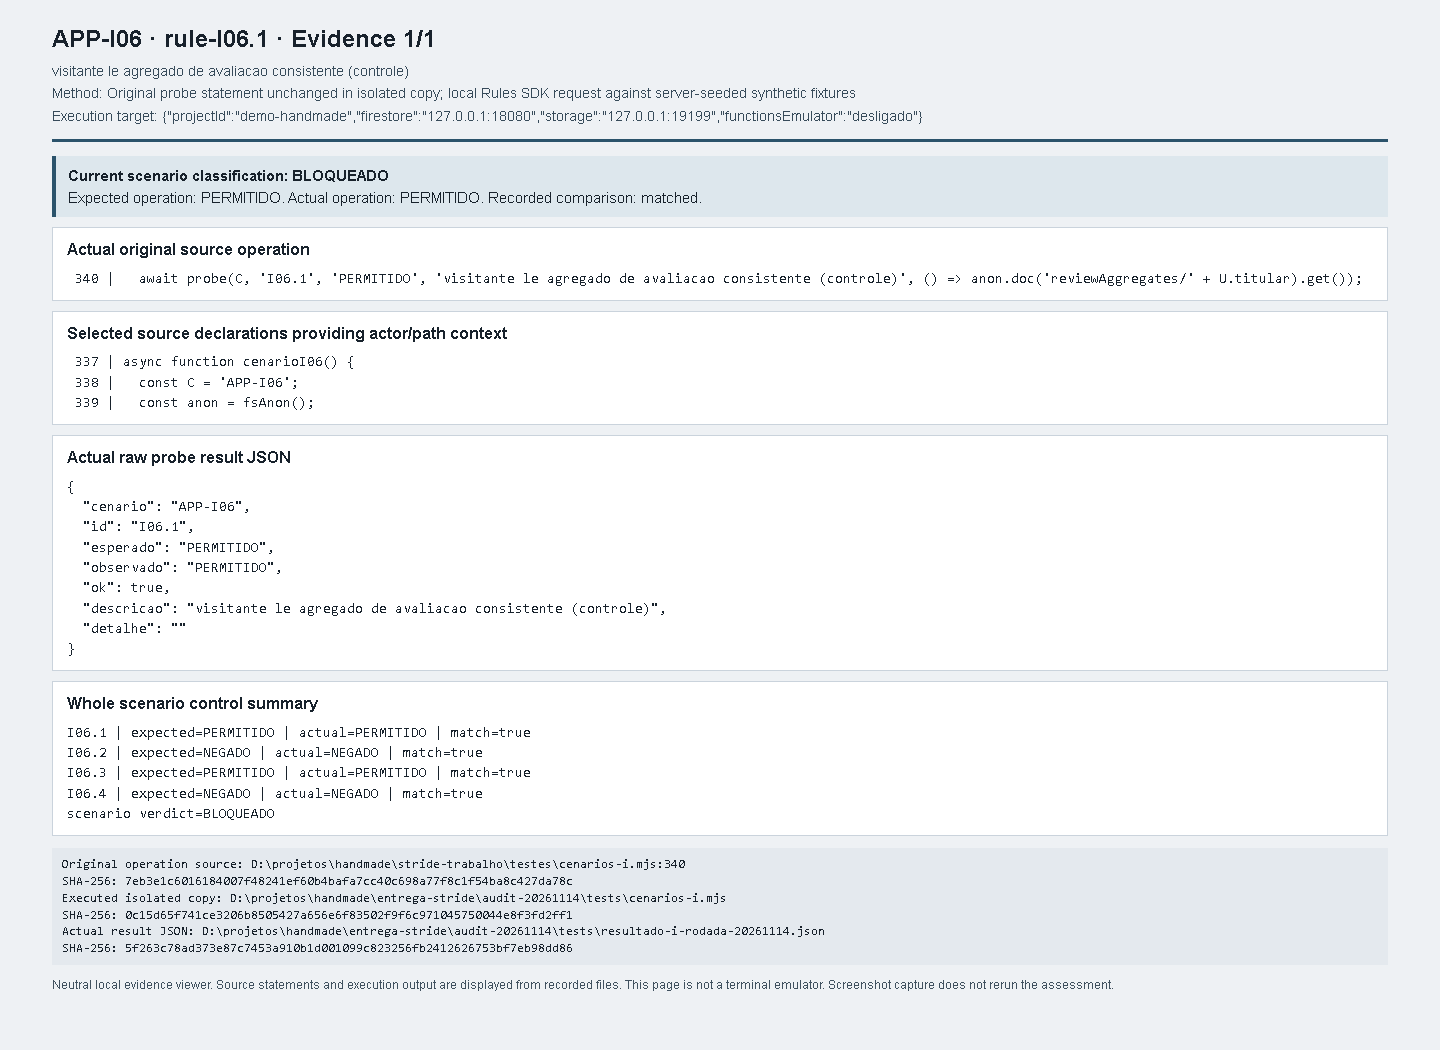 APP-I06 · rule-I06.1 · Evidence 1/1
visitante le agregado de avaliacao consistente (controle)
Method: Original probe statement unchanged in isolated copy; local Rules SDK request against server-seeded synthetic fixtures
Execution target: {"projectId":"demo-handmade","firestore":"127.0.0.1:18080","storage":"127.0.0.1:19199","functionsEmulator":"desligado"}
Current scenario classification: BLOQUEADO
Expected operation: PERMITIDO. Actual operation: PERMITIDO. Recorded comparison: matched.
Actual original source operation
340 |   await probe(C, 'I06.1', 'PERMITIDO', 'visitante le agregado de avaliacao consistente (controle)', () => anon.doc('reviewAggregates/' + U.titular).get());
Selected source declarations providing actor/path context
337 | async function cenarioI06() {
338 |   const C = 'APP-I06';
339 |   const anon = fsAnon();
Actual raw probe result JSON
{
  "cenario": "APP-I06",
  "id": "I06.1",
  "esperado": "PERMITIDO",
  "observado": "PERMITIDO",
  "ok": true,
  "descricao": "visitante le agregado de avaliacao consistente (controle)",
  "detalhe": ""
}
Whole scenario control summary
I06.1 | expected=PERMITIDO | actual=PERMITIDO | match=true
I06.2 | expected=NEGADO | actual=NEGADO | match=true
I06.3 | expected=PERMITIDO | actual=PERMITIDO | match=true
I06.4 | expected=NEGADO | actual=NEGADO | match=true
scenario verdict=BLOQUEADO
Original operation source: D:\projetos\handmade\stride-trabalho\testes\cenarios-i.mjs:340
SHA-256: 7eb3e1c6016184007f48241ef60b4bafa7cc40c698a77f8c1f54ba8c427da78c
Executed isolated copy: D:\projetos\handmade\entrega-stride\audit-20261114\tests\cenarios-i.mjs
SHA-256: 0c15d65f741ce3206b8505427a656e6f83502f9f6c971045750044e8f3fd2ff1
Actual result JSON: D:\projetos\handmade\entrega-stride\audit-20261114\tests\resultado-i-rodada-20261114.json
SHA-256: 5f263c78ad373e87c7453a910b1d001099c823256fb2412626753bf7eb98dd86
Neutral local evidence viewer. Source statements and execution output are displayed from recorded files. This page is not a terminal emulator. Screenshot capture does not rerun the assessment.